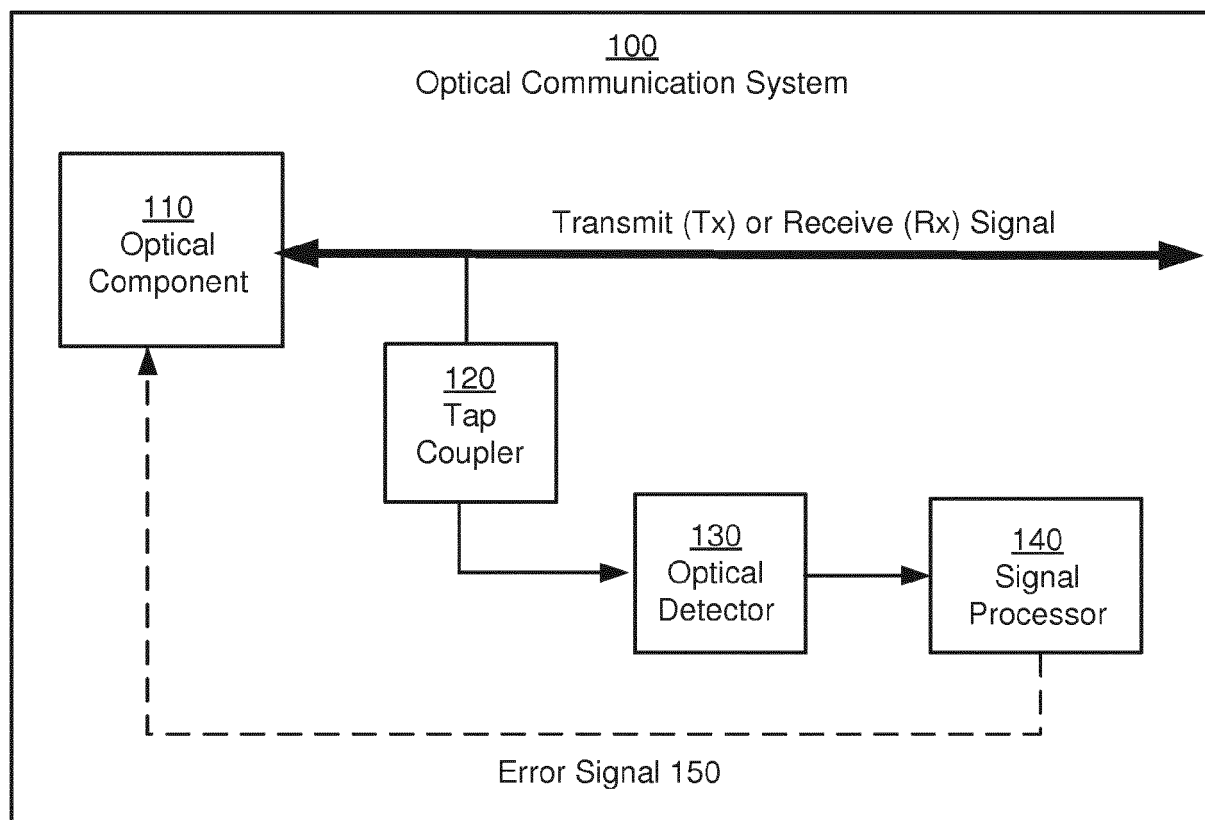 100
Optical Communication System
110
Optical
Component
Transmit (Tx) or Receive (Rx) Signal
120
Tap
Coupler
130
Optical
Detector
140
Signal
Processor
Error Signal 150